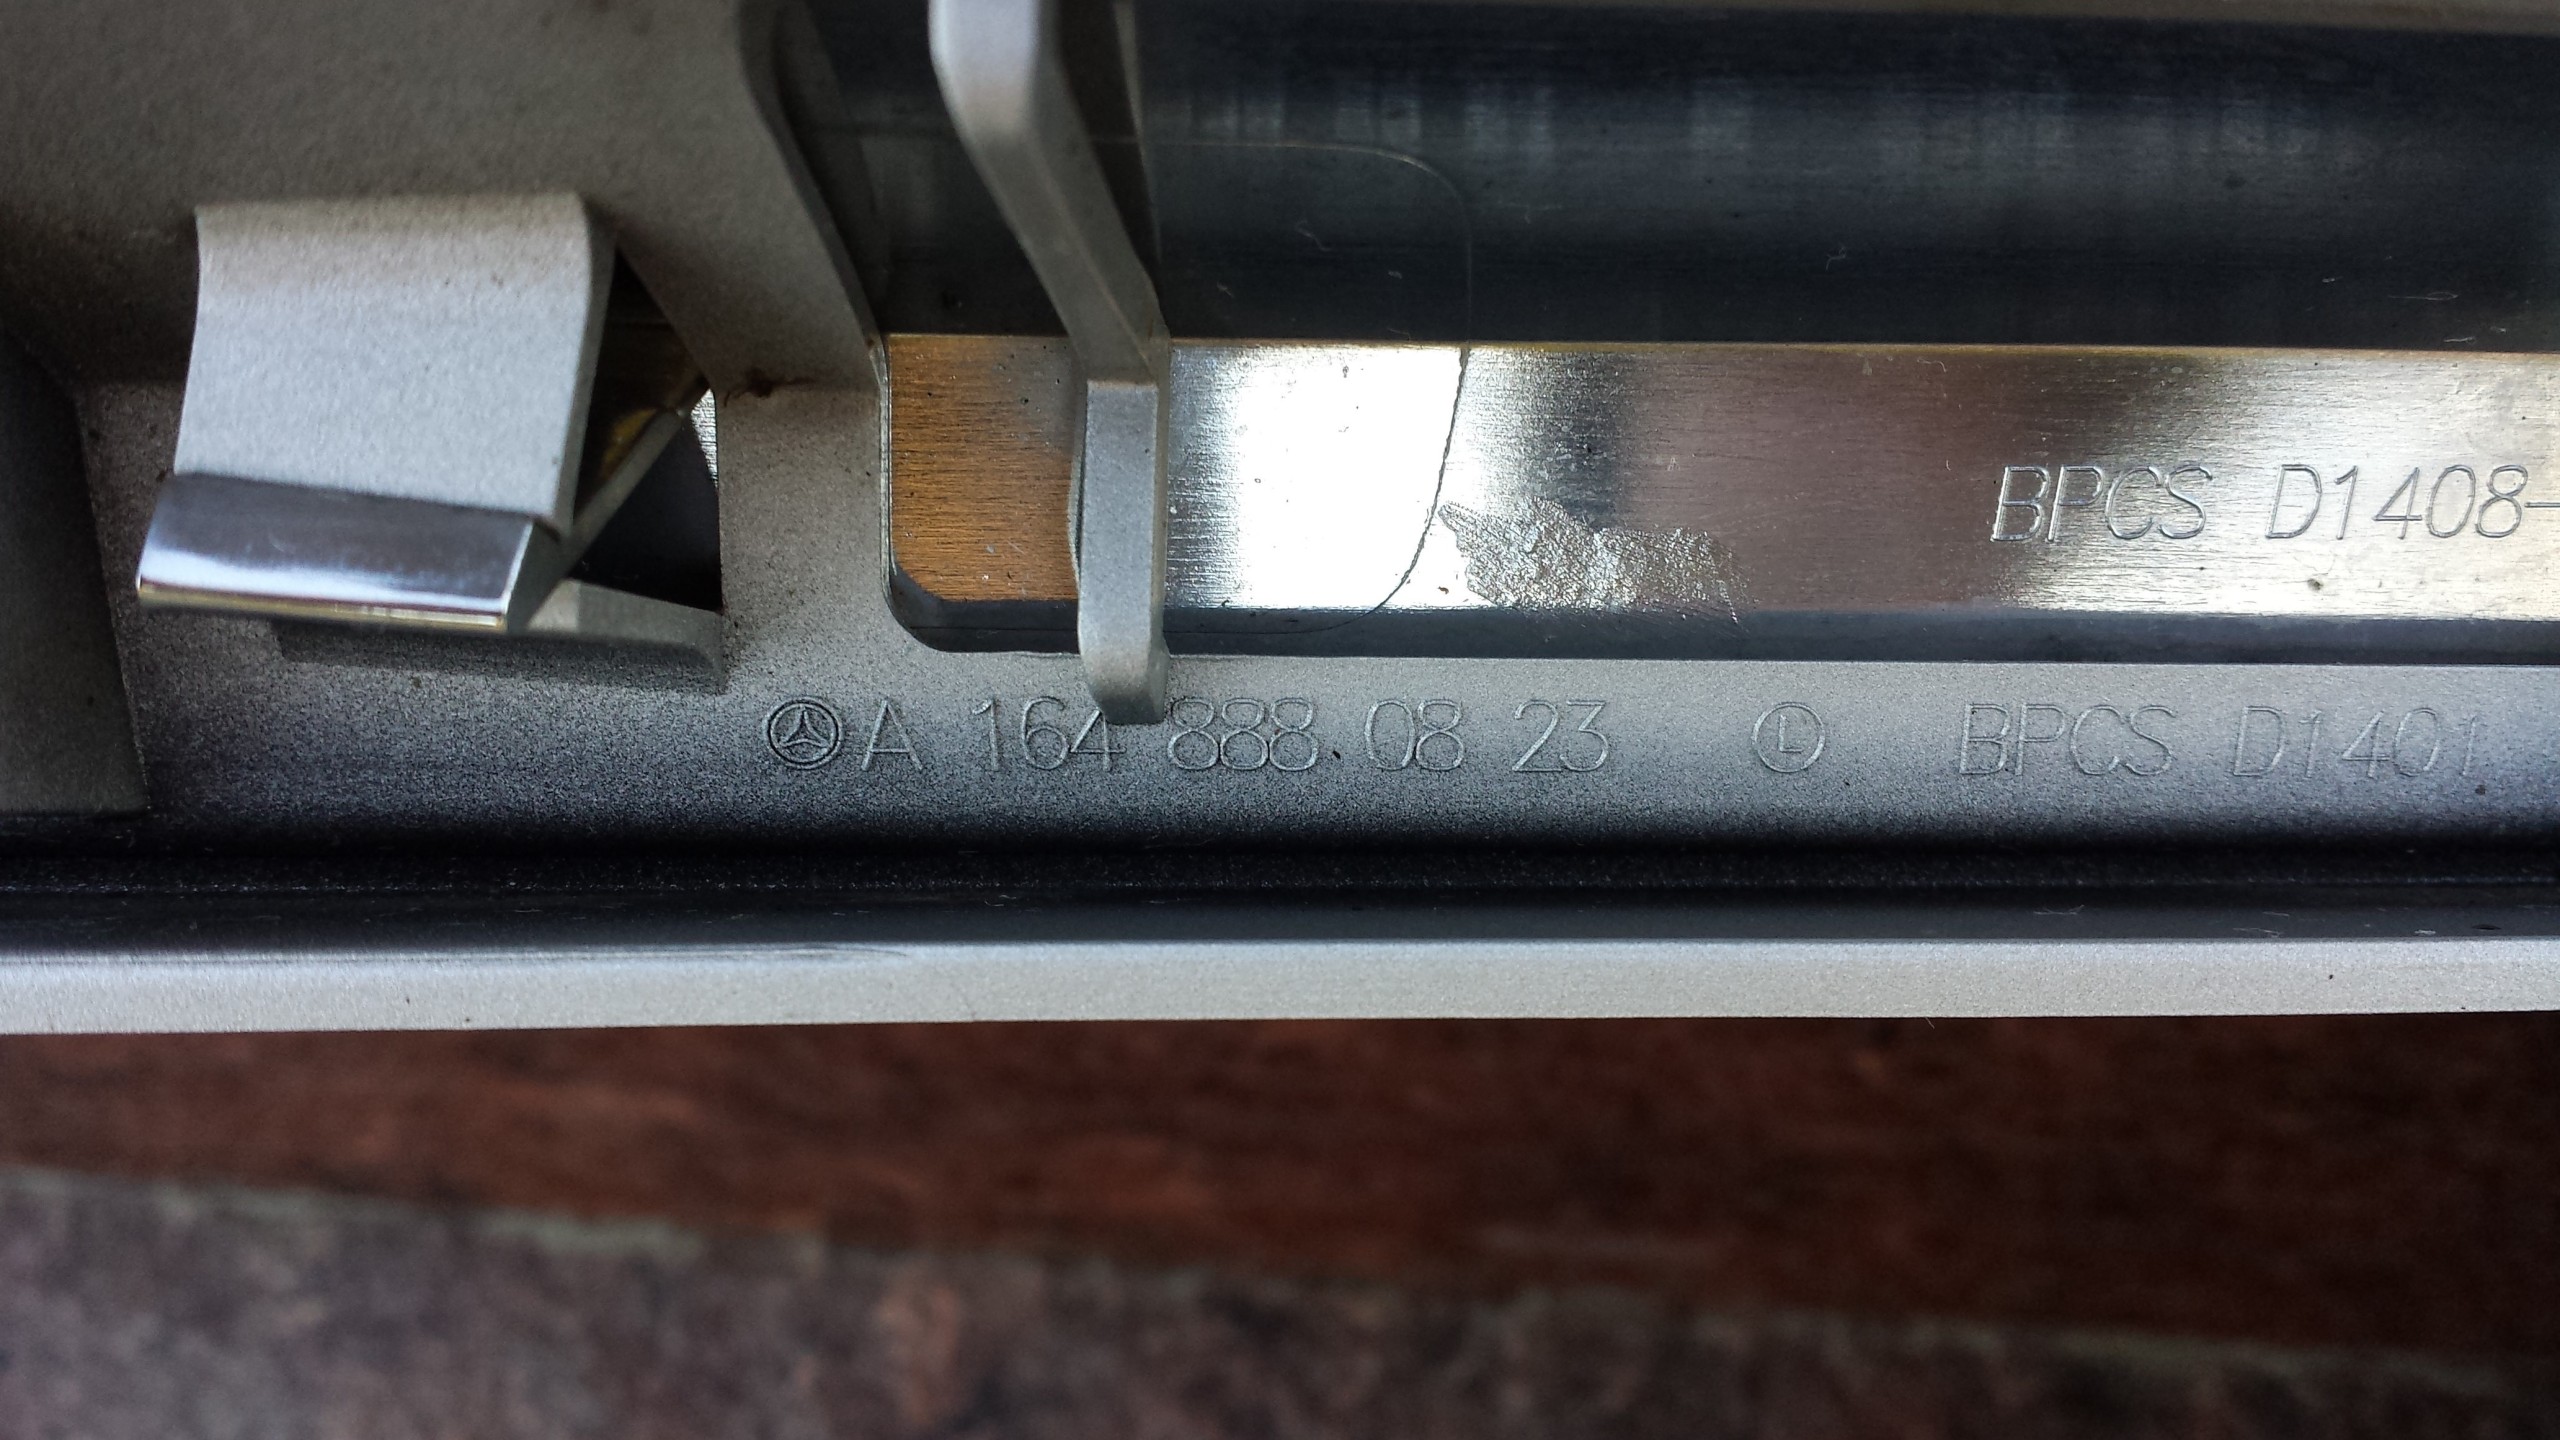 BPCS D1408-
A 164 888 08 23 L BPCS D1401